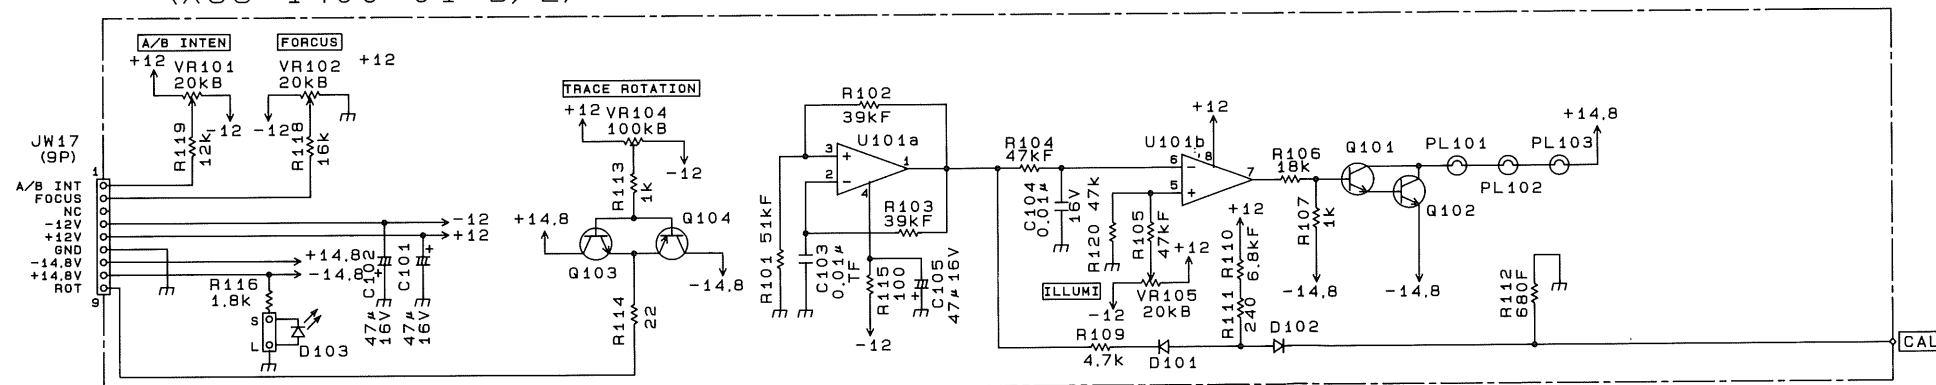 A/B INTEN
FORCUS
+12
VR101
20kB
-12
R119
12k
VR102
20kB
+12
-12
R118
16k
JW17
(9P)
1
A/B INT
FOCUS
NC
-12V
+12V
GND
-14.8V
+14.8V
ROT
9
-12
+12
+14.8
-14.8
R116
1.8k
S
L
D103
C102
47μ
16V
+
C101
47μ
16V
+
TRACE ROTATION
+12
VR104
100kB
-12
R113
1k
+14.8
Q103
Q104
-14.8
R114
22
R102
39kF
U101a
3
+
2
-
1
4
R103
39kF
R101 51kF
C103
0.01μ
TF
R115
100
+
C105
47μ16V
-12
R104
47kF
C104
0.01μ
16V
U101b
+12
8
6
-
5
+
7
R120 47k
R105
47kF
+12
ILLUMI
-12
VR105
20kB
+12
R110
6.8kF
R111
240
R109
4.7k
D101
D102
R106
18k
R107
1k
-14.8
Q101
Q102
-14.8
PL101
PL102
PL103
+14.8
R112
680F
CAL